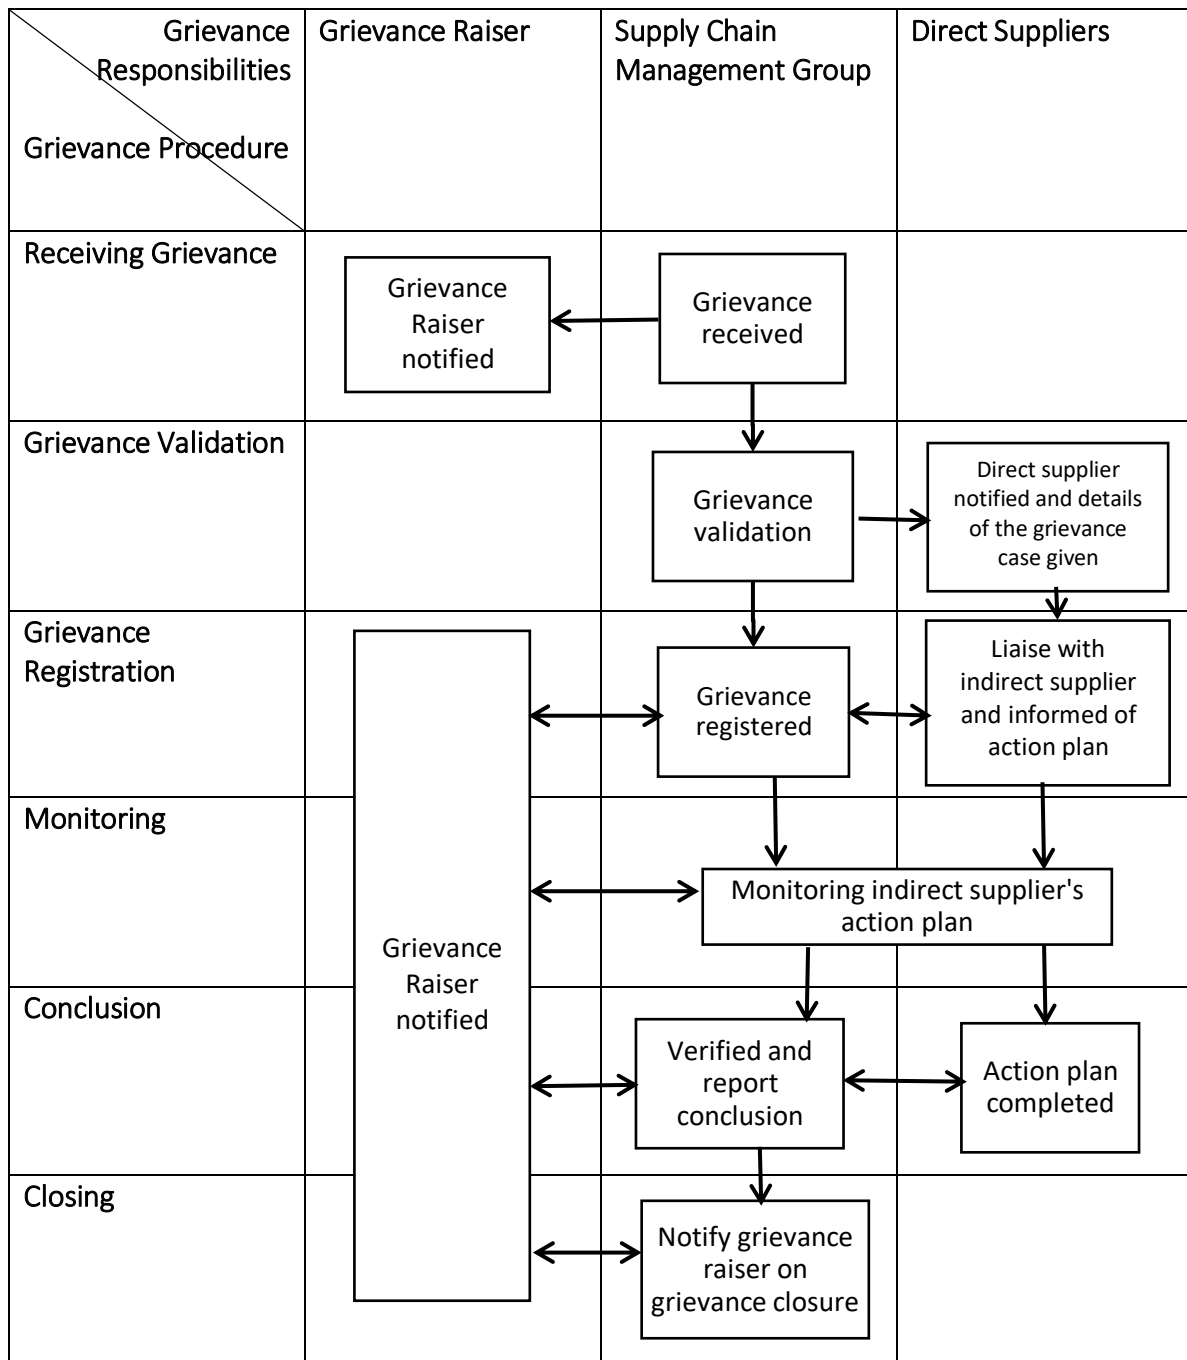 Grievance
Responsibilities
Grievance Procedure
Grievance Raiser
Supply Chain
Management Group
Direct Suppliers
Receiving Grievance
Grievance
Raiser
notified
Grievance
received
Grievance Validation
Grievance
validation
Direct supplier
notified and details
of the grievance
case given
Grievance
Registration
Grievance
registered
Liaise with
indirect supplier
and informed of
action plan
Monitoring
Monitoring indirect supplier's
action plan
Grievance
Raiser
notified
Conclusion
Verified and
report
conclusion
Action plan
completed
Closing
Notify grievance
raiser on
grievance closure